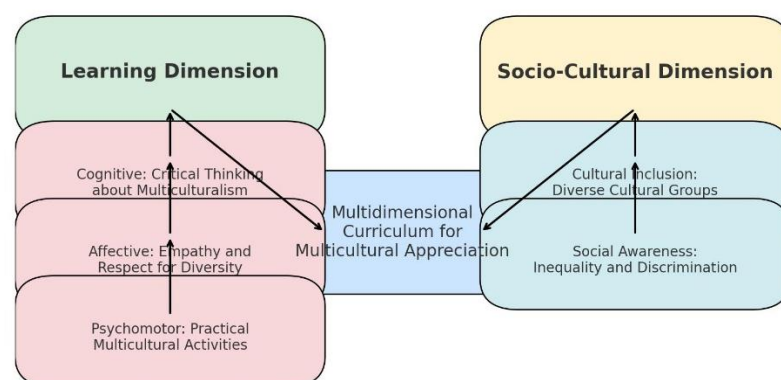 Learning Dimension
Cognitive: Critical Thinking
about Multiculturalism
Affective: Empathy and
Respect for Diversity
Psychomotor: Practical
Multicultural Activities
Multidimensional
Curriculum for
Multicultural Appreciation
Socio-Cultural Dimension
Cultural Inclusion:
Diverse Cultural Groups
Social Awareness:
Inequality and Discrimination